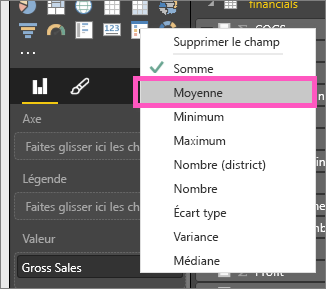 financials
COGS
...
Supprimer le champ
Somme
Moyenne
Minimum
Maximum
Nombre (district)
Nombre
Écart type
Variance
Médiane
Axe
Faites glisser ici les ch
Légende
Faites glisser ici les ch
Valeur
Gross Sales
Profit